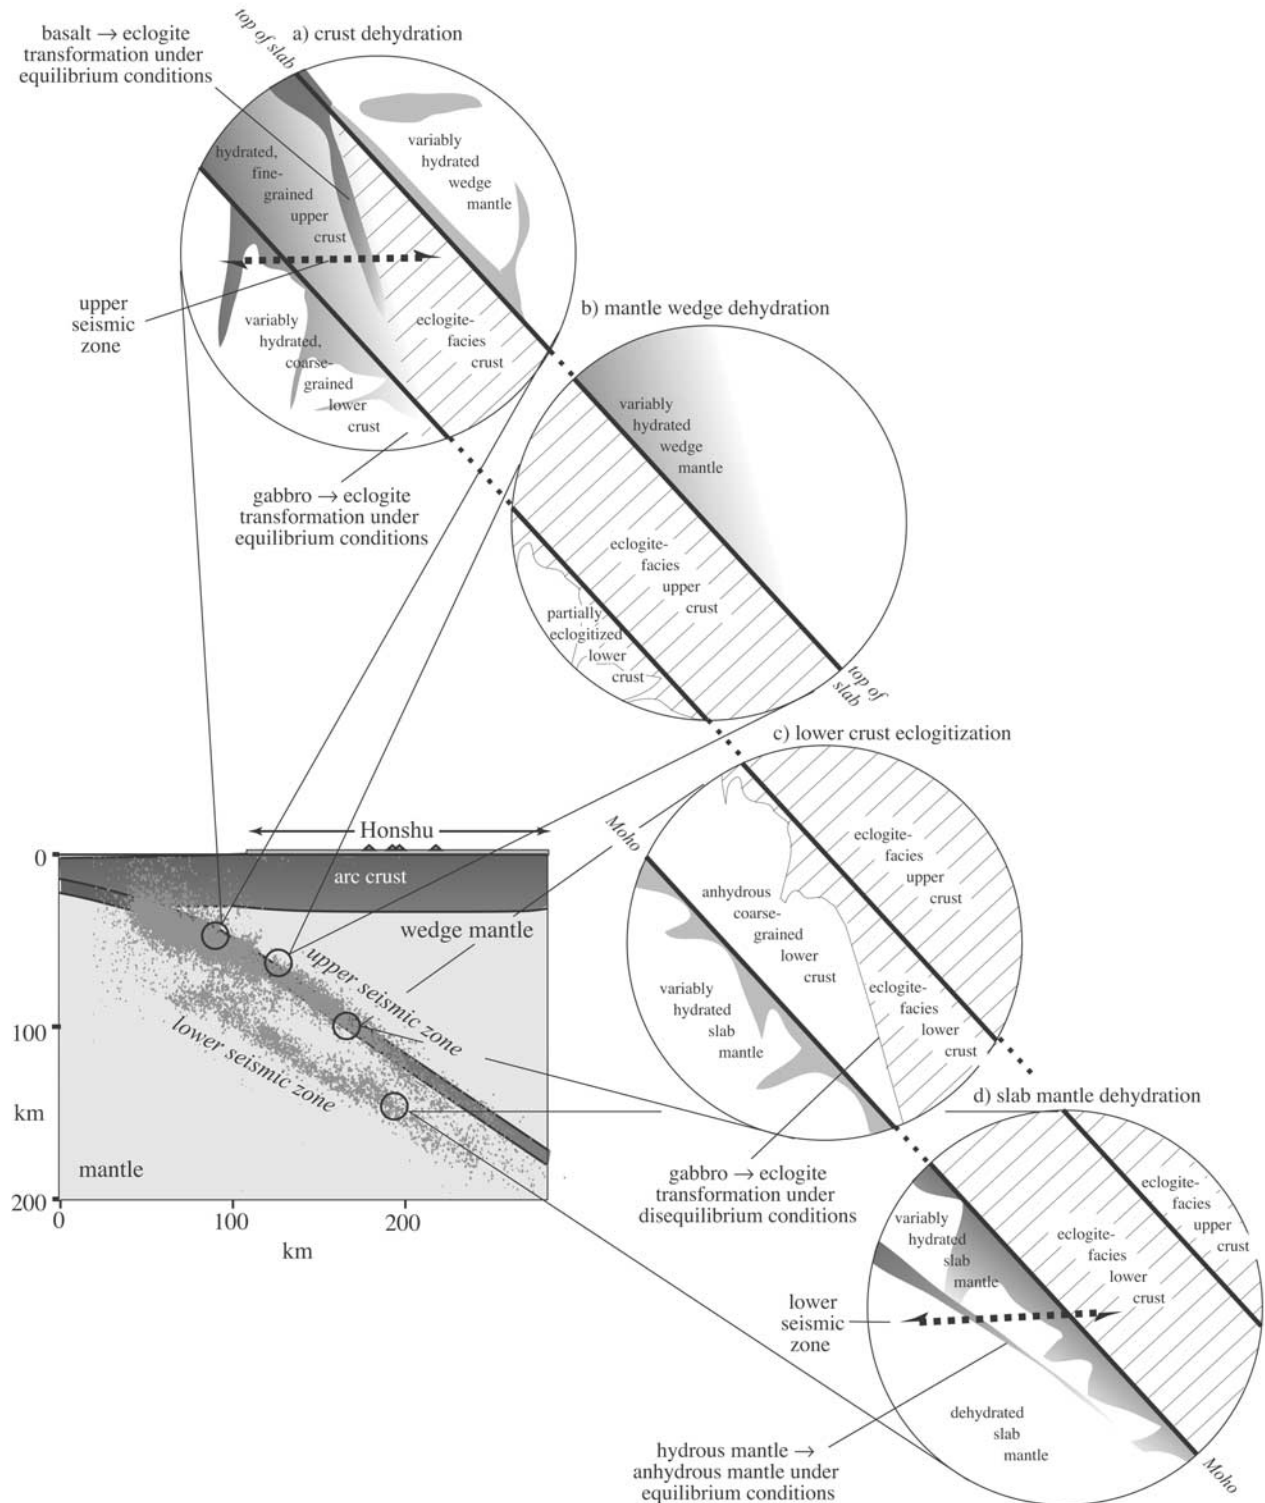 top of slab
a) crust dehydration
basalt → eclogite
transformation under
equilibrium conditions
variably
hydrated
wedge
mantle
hydrated,
fine-
grained
upper
crust
upper
seismic
zone
variably
hydrated,
coarse-
grained
lower
crust
eclogite-
facies
crust
gabbro → eclogite
transformation under
equilibrium conditions
b) mantle wedge dehydration
variably
hydrated
wedge
mantle
eclogite-
facies
upper
crust
partially
eclogitized
lower
crust
top of
slab
c) lower crust eclogitization
Moho
eclogite-
facies
upper
crust
anhydrous
coarse-
grained
lower
crust
variably
hydrated
slab
mantle
eclogite-
facies
lower
crust
gabbro → eclogite
transformation under
disequilibrium conditions
Honshu
arc crust
wedge mantle
upper seismic zone
lower seismic zone
mantle
0
100
km
200
0
100
200
km
d) slab mantle dehydration
eclogite-
facies
upper
crust
variably
hydrated
slab
mantle
eclogite-
facies
lower
crust
lower
seismic
zone
dehydrated
slab
mantle
hydrous mantle →
anhydrous mantle under
equilibrium conditions
Moho